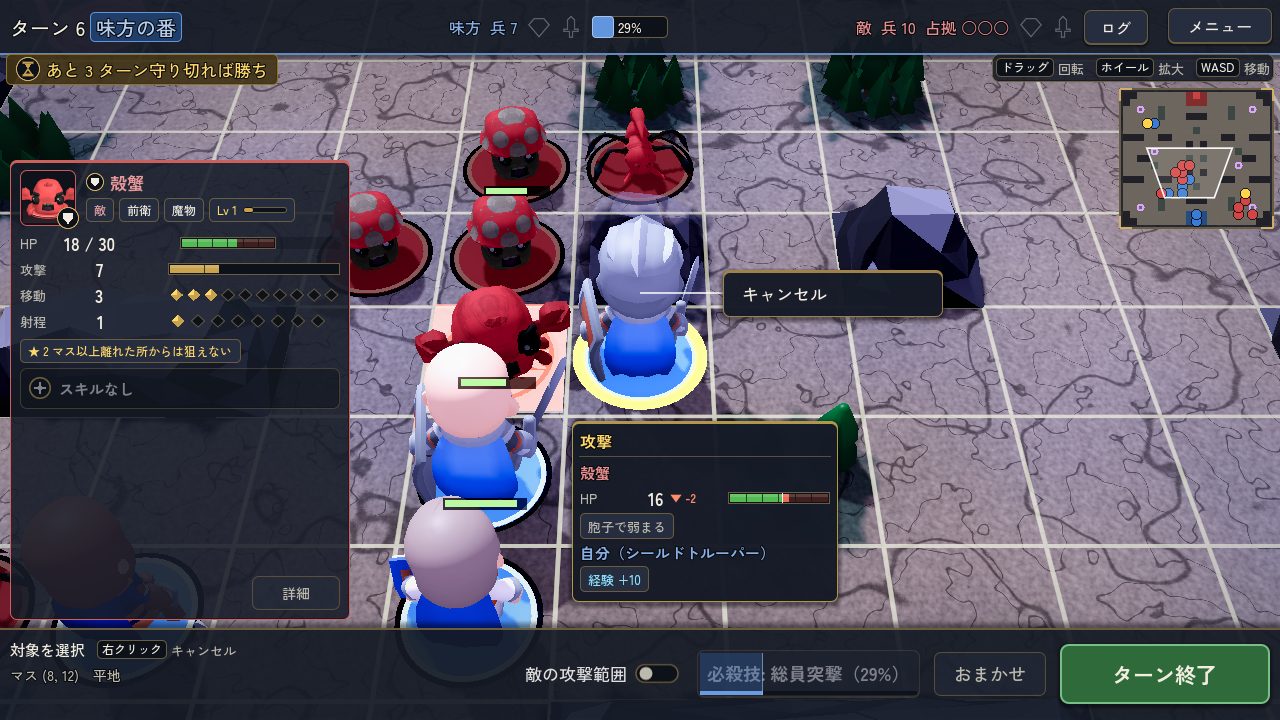 ターン 6 味方の番
味方 兵 7
29%
敵 兵 10 占拠 〇〇〇
ログ
メニュー
あと 3 ターン守り切れば勝ち
ドラッグ 回転 ホイール 拡大 WASD 移動
殻蟹
敵 前衛 魔物 Lv 1
HP 18 / 30
攻撃 7
移動 3
射程 1
★2 マス以上離れた所からは狙えない
スキルなし
詳細
キャンセル
攻撃
殻蟹
HP 16 ▼ -2
胞子で弱まる
自分（シールドトルーパー）
経験 +10
対象を選択 右クリック キャンセル
マス (8, 12) 平地
敵の攻撃範囲
必殺技: 総員突撃（29%）
おまかせ
ターン終了